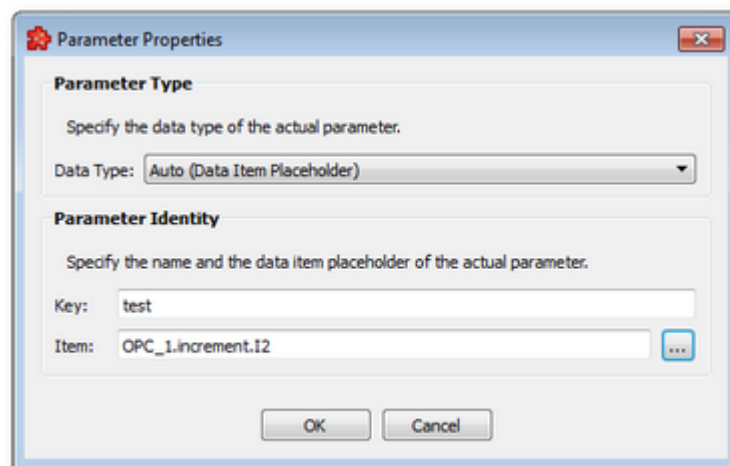 Parameter Properties
Parameter Type
Specify the data type of the actual parameter.
Data Type: Auto (Data Item Placeholder)
Parameter Identity
Specify the name and the data item placeholder of the actual parameter.
Key: test
Item: OPC_1.increment.I2 ...
OK Cancel